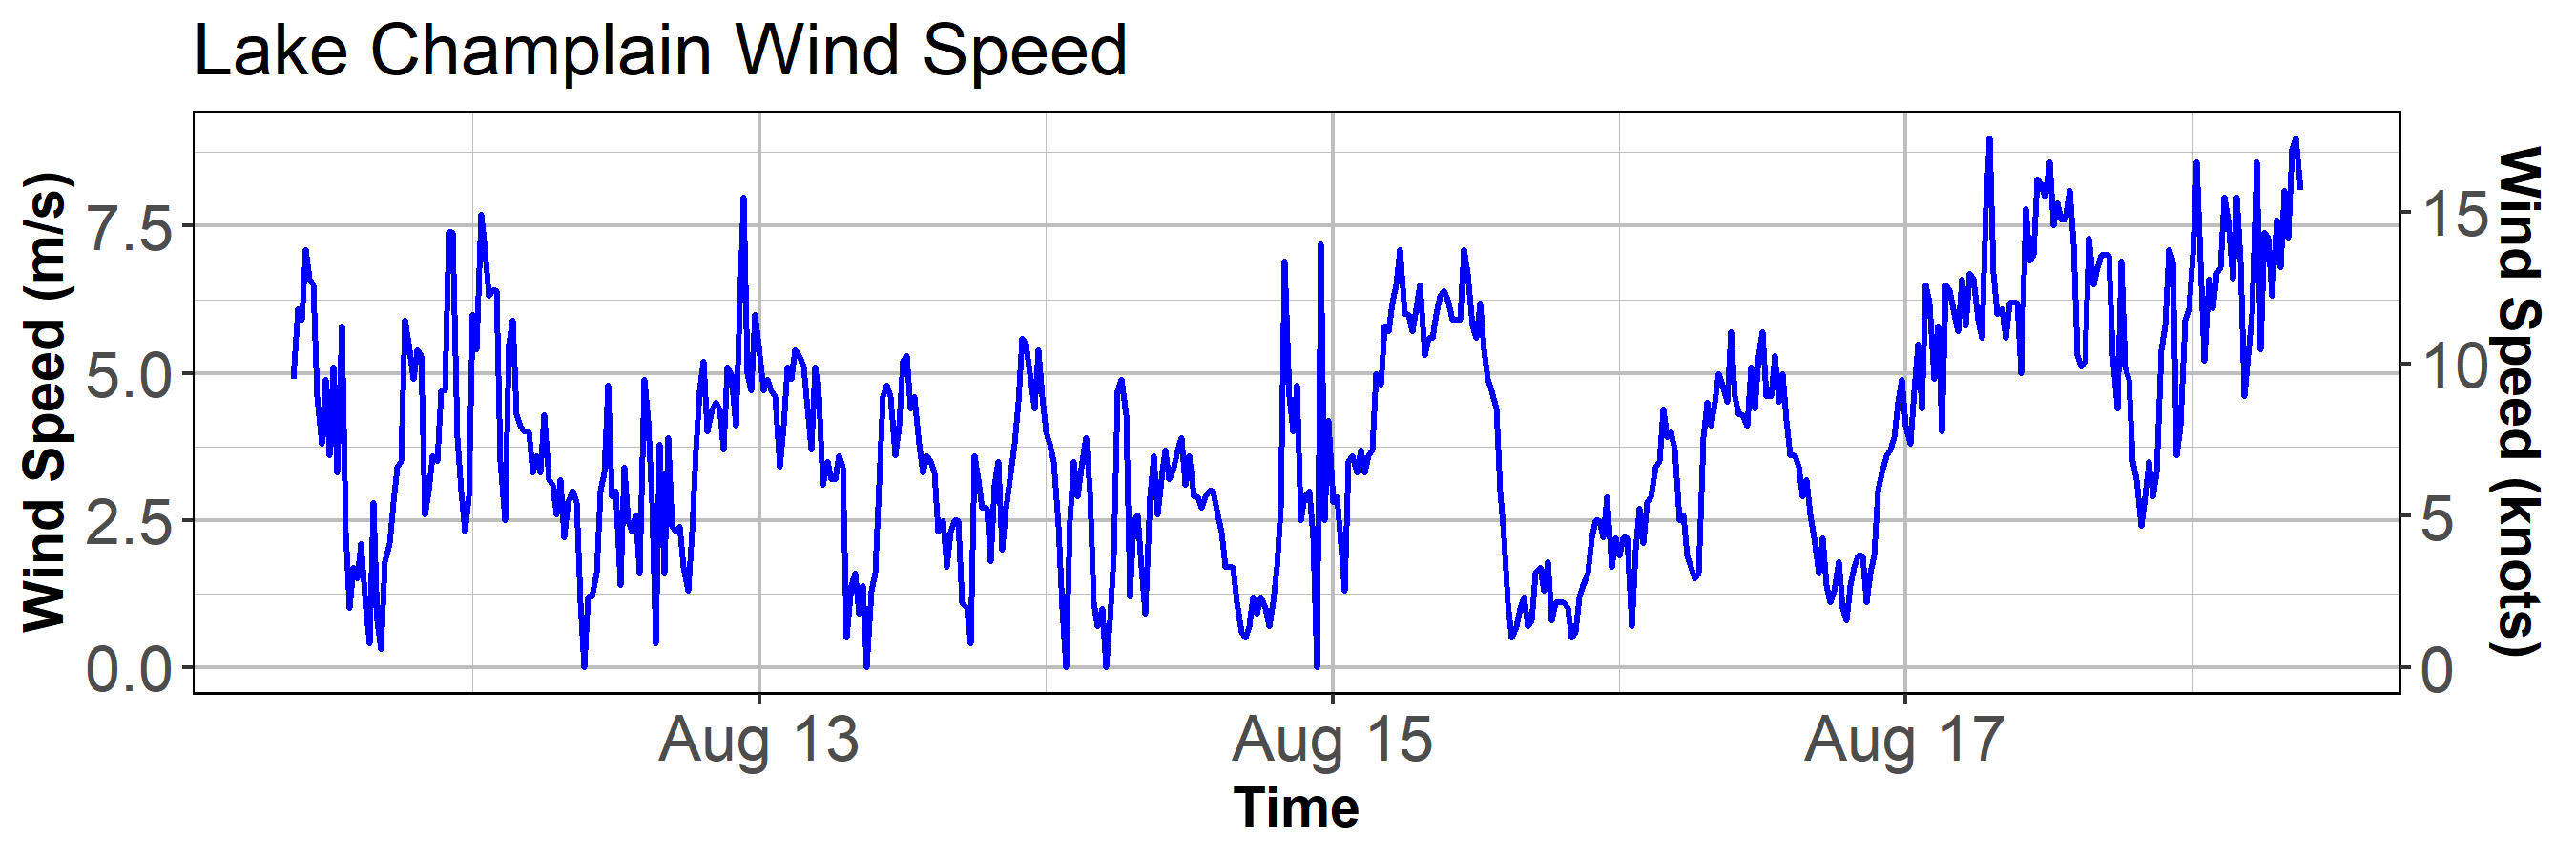 Lake Champlain Wind Speed
Wind Speed (m/s)
7.5
5.0
2.5
0.0
15
10
5
0
Wind Speed (knots)
Aug 13
Aug 15
Aug 17
Time